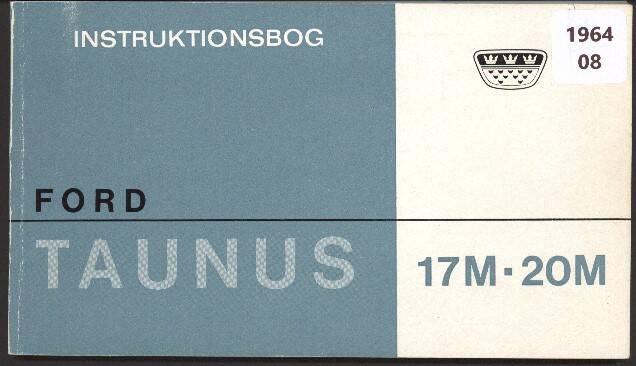 INSTRUKTIONSBOG
1964
08
FORD
TAUNUS
17M·20M